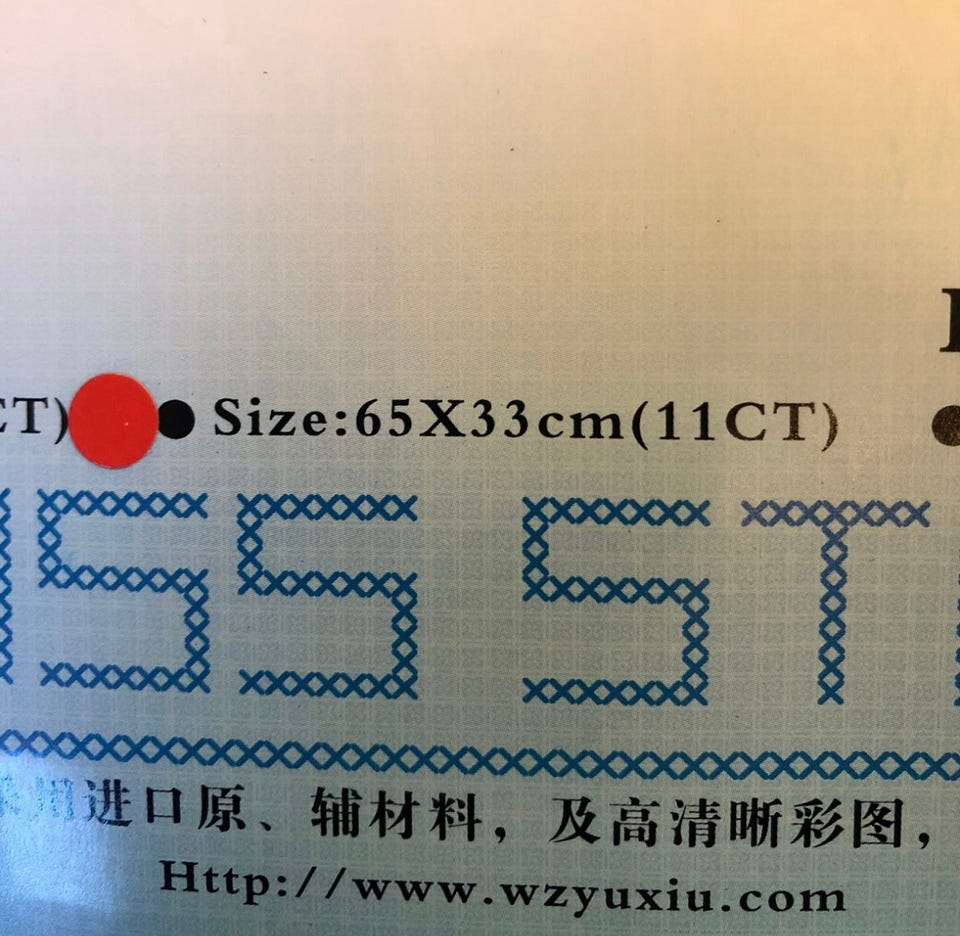 CT) ● Size:65X33cm(11CT) ●
SS ST
用进口原、辅材料，及高清晰彩图，
Http://www.wzyuxiu.com